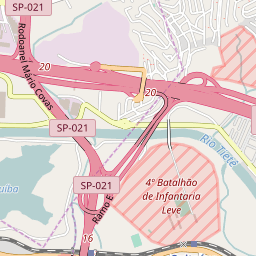 SP-021
Rodoanel Mário Covas
20
20
SP-021
Rio Tietê
SP-021
4º Batalhão
de Infantaria
Leve
Ramo E
16